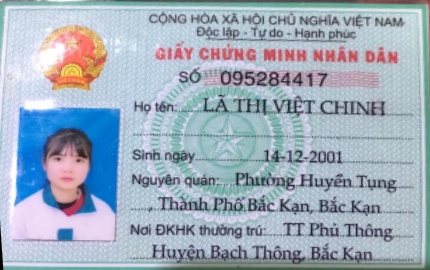 CỘNG HÒA XÃ HỘI CHỦ NGHĨA VIỆT NAM
Độc lập - Tự do - Hạnh phúc
GIẤY CHỨNG MINH NHÂN DÂN
SỐ 095284417
Họ tên: LÃ THỊ VIỆT CHINH
Sinh ngày 14-12-2001
Nguyên quán: Phường Huyền Tụng
, Thành Phố Bắc Kạn, Bắc Kạn
Nơi ĐKHK thường trú: TT Phủ Thông
Huyện Bạch Thông, Bắc Kạn